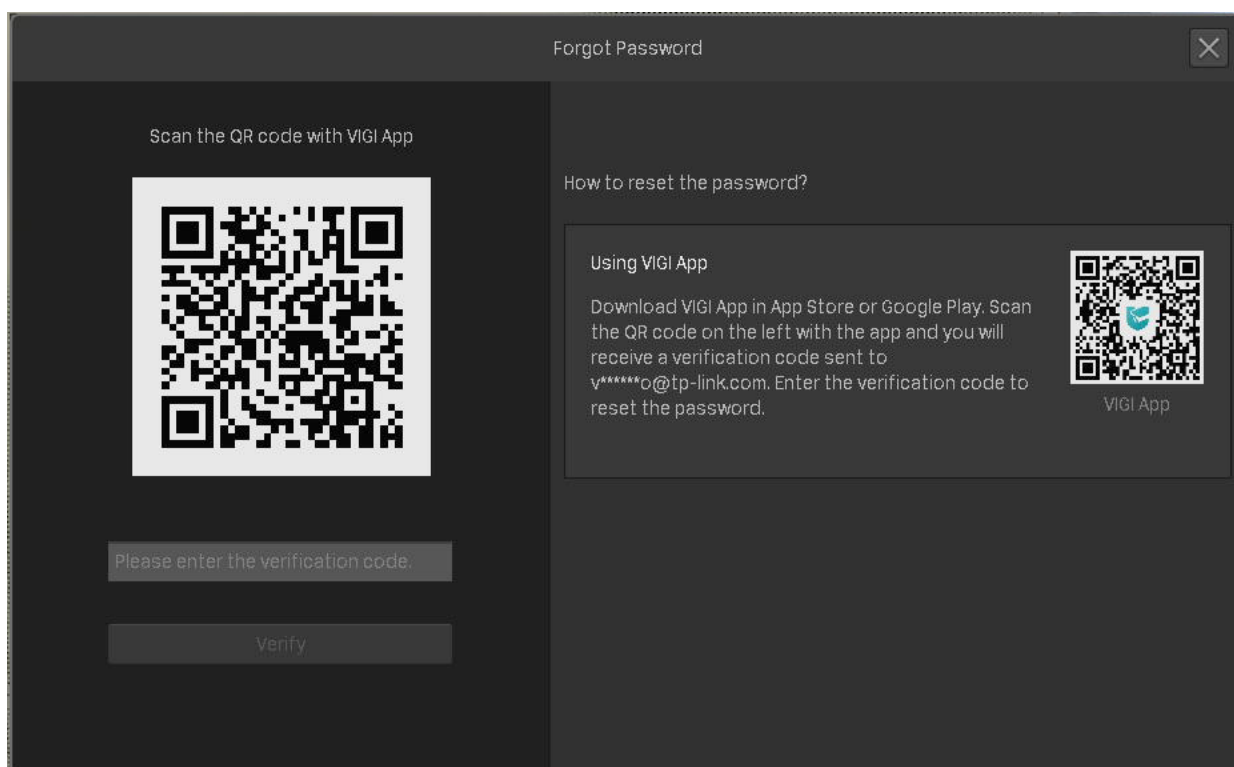 Forgot Password
Scan the QR code with VIGI App
Please enter the verification code.
Verify
How to reset the password?
Using VIGI App
Download VIGI App in App Store or Google Play. Scan
the QR code on the left with the app and you will
receive a verification code sent to
v******o@tp-link.com. Enter the verification code to
reset the password.
VIGI App